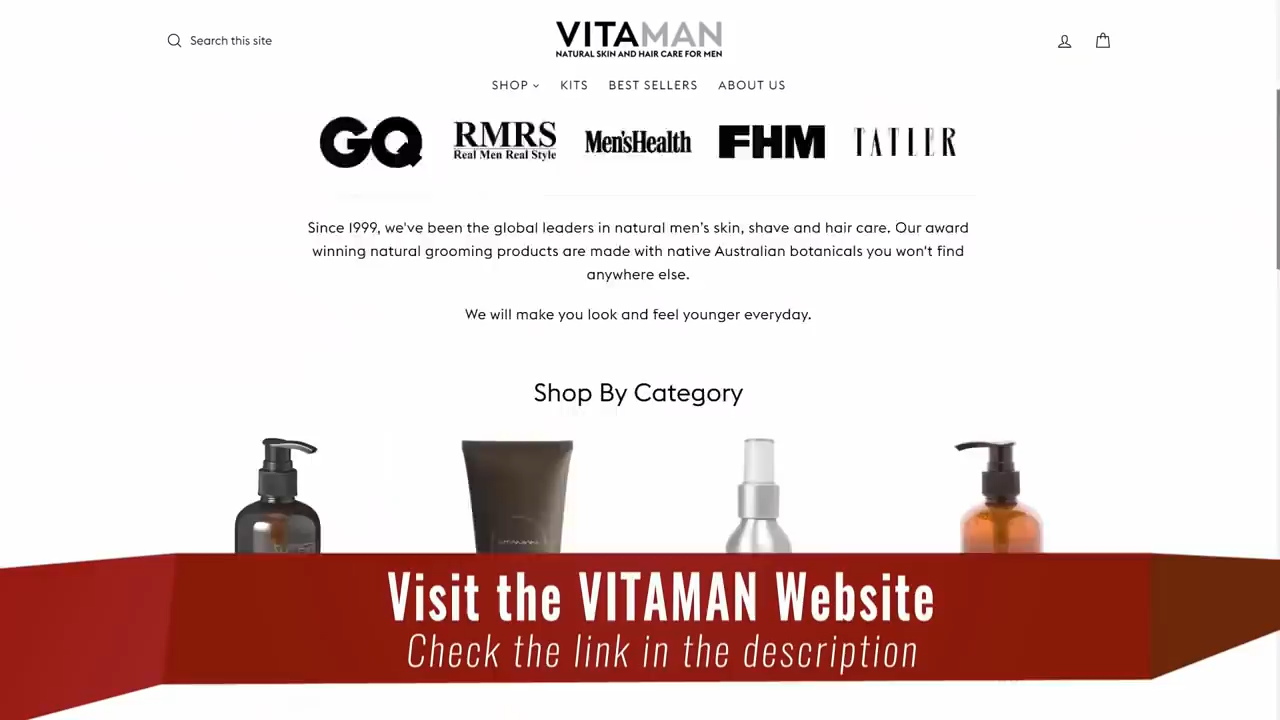 Search this site
VITAMAN
NATURAL SKIN AND HAIR CARE FOR MEN
SHOP KITS BEST SELLERS ABOUT US
GQ RMRS Men'sHealth FHM TATLER
Real Men Real Style
Since 1999, we've been the global leaders in natural men's skin, shave and hair care. Our award
winning natural grooming products are made with native Australian botanicals you won't find
anywhere else.
We will make you look and feel younger everyday.
Shop By Category
Visit the VITAMAN Website
Check the link in the description